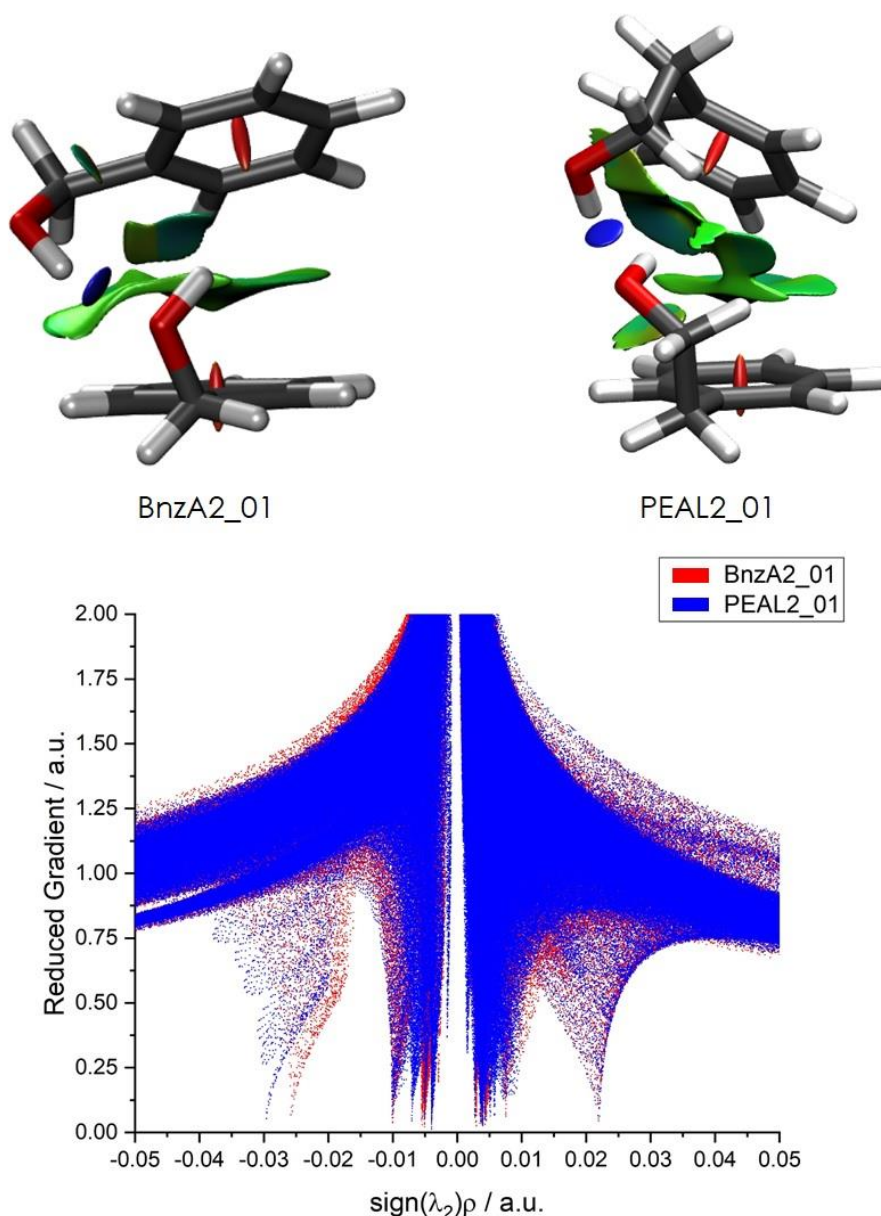 BnzA2_01
PEAL2_01
BnzA2_01
PEAL2_01
2.00
1.75
1.50
1.25
1.00
0.75
0.50
0.25
0.00
Reduced Gradient / a.u.
-0.05 -0.04 -0.03 -0.02 -0.01 0.00 0.01 0.02 0.03 0.04 0.05
sign(λ₂)ρ / a.u.